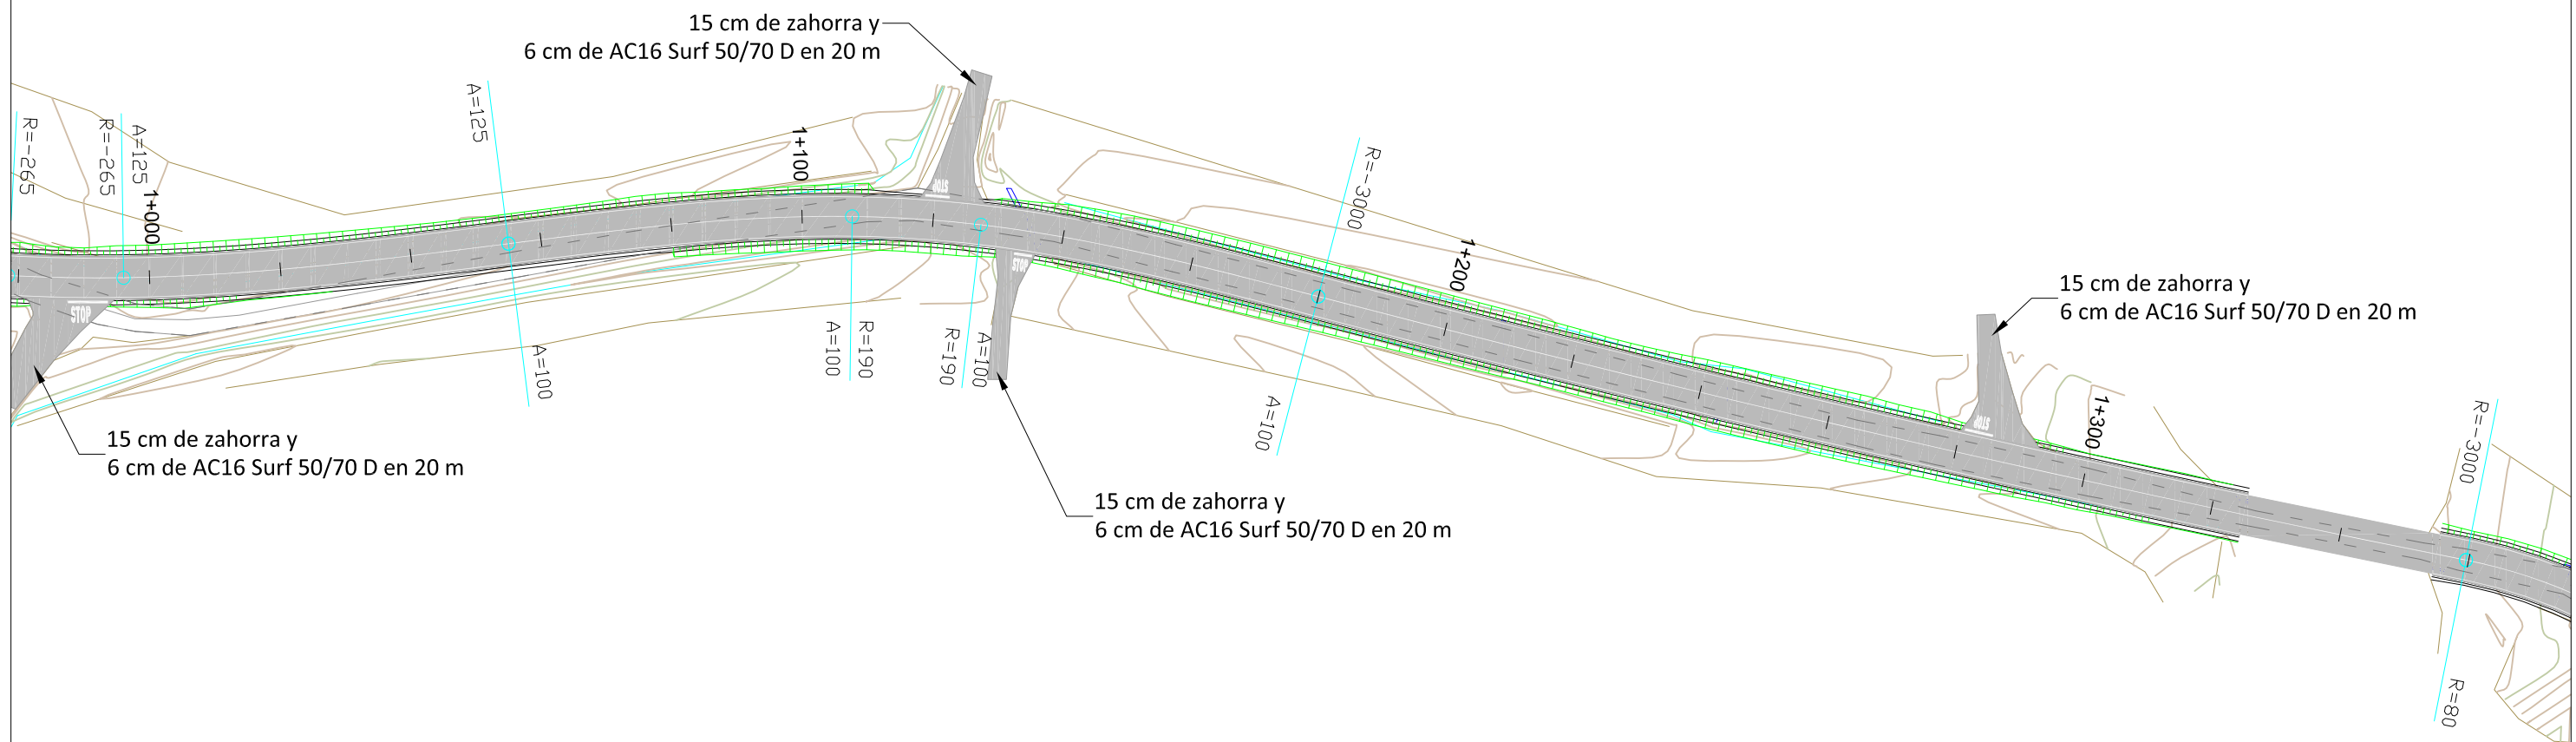 15 cm de zahorra y
6 cm de AC16 Surf 50/70 D en 20 m
R=-265
R=-265
A=125
1+000
A=125
A=100
1+100
A=100
R=190
R=190
A=100
STOP
STOP
STOP
R=-3000
A=100
1+200
15 cm de zahorra y
6 cm de AC16 Surf 50/70 D en 20 m
STOP
1+300
R=-3000
R=80
15 cm de zahorra y
6 cm de AC16 Surf 50/70 D en 20 m
15 cm de zahorra y
6 cm de AC16 Surf 50/70 D en 20 m